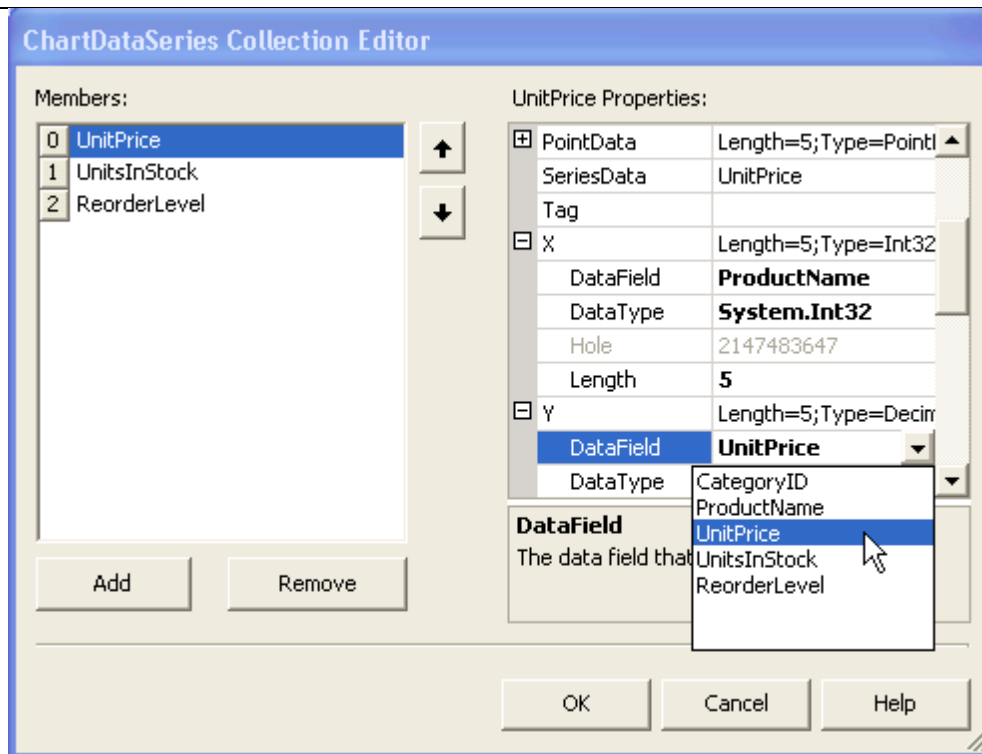 ChartDataSeries Collection Editor
Members:
0 UnitPrice
1 UnitsInStock
2 ReorderLevel
Add Remove
UnitPrice Properties:
PointData Length=5;Type=Point
SeriesData UnitPrice
Tag
X Length=5;Type=Int32
DataField ProductName
DataType System.Int32
Hole 2147483647
Length 5
Y Length=5;Type=Decim
DataField UnitPrice
DataType
CategoryID
ProductName
UnitPrice
UnitsInStock
ReorderLevel
DataField
The data field that
OK Cancel Help